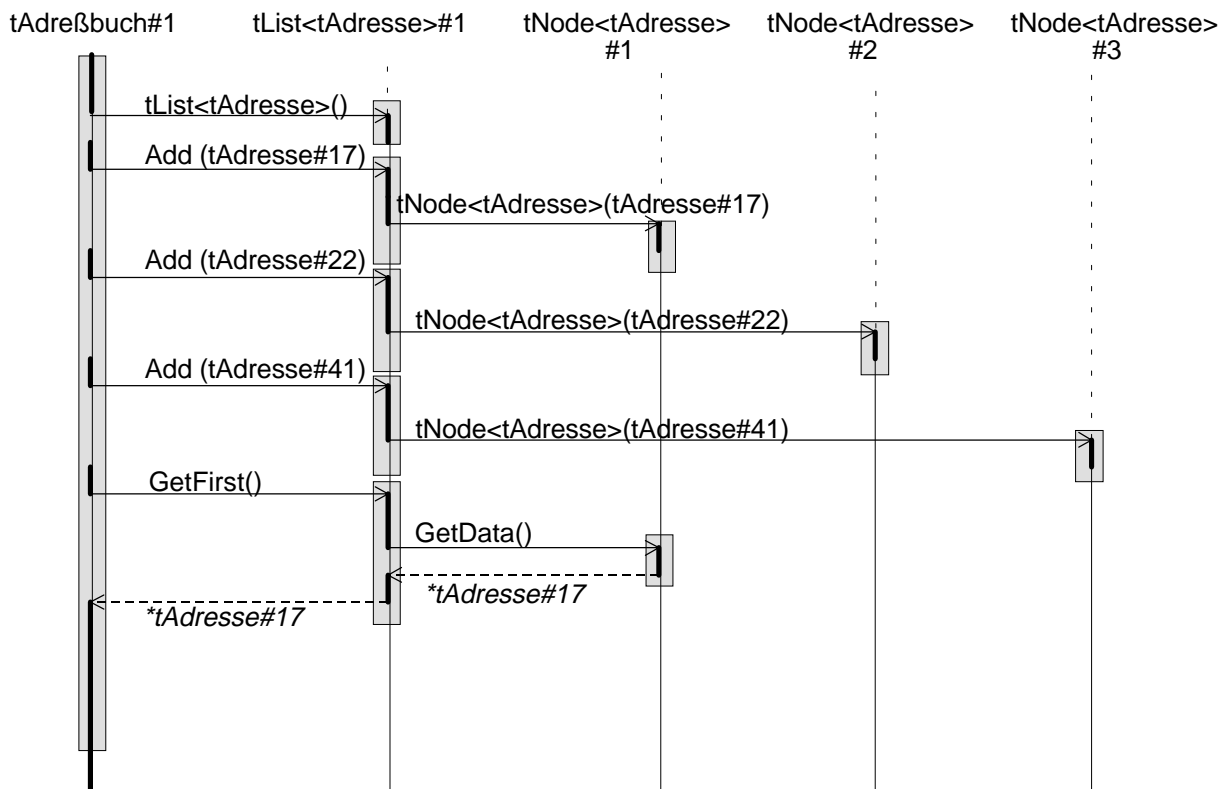 tAdreßbuch#1
tList<tAdresse>#1
tNode<tAdresse>
#1
tNode<tAdresse>
#2
tNode<tAdresse>
#3
tList<tAdresse>()
Add (tAdresse#17)
tNode<tAdresse>(tAdresse#17)
Add (tAdresse#22)
tNode<tAdresse>(tAdresse#22)
Add (tAdresse#41)
tNode<tAdresse>(tAdresse#41)
GetFirst()
GetData()
*tAdresse#17
*tAdresse#17